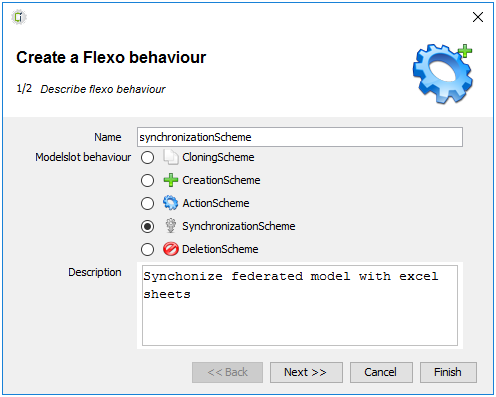 Create a Flexo behaviour
1/2 Describe flexo behaviour
Name synchronizationScheme
Modelslot behaviour CloningScheme
CreationScheme
ActionScheme
SynchronizationScheme
DeletionScheme
Description Synchonize federated model with excel
sheets
<< Back Next >> Cancel Finish